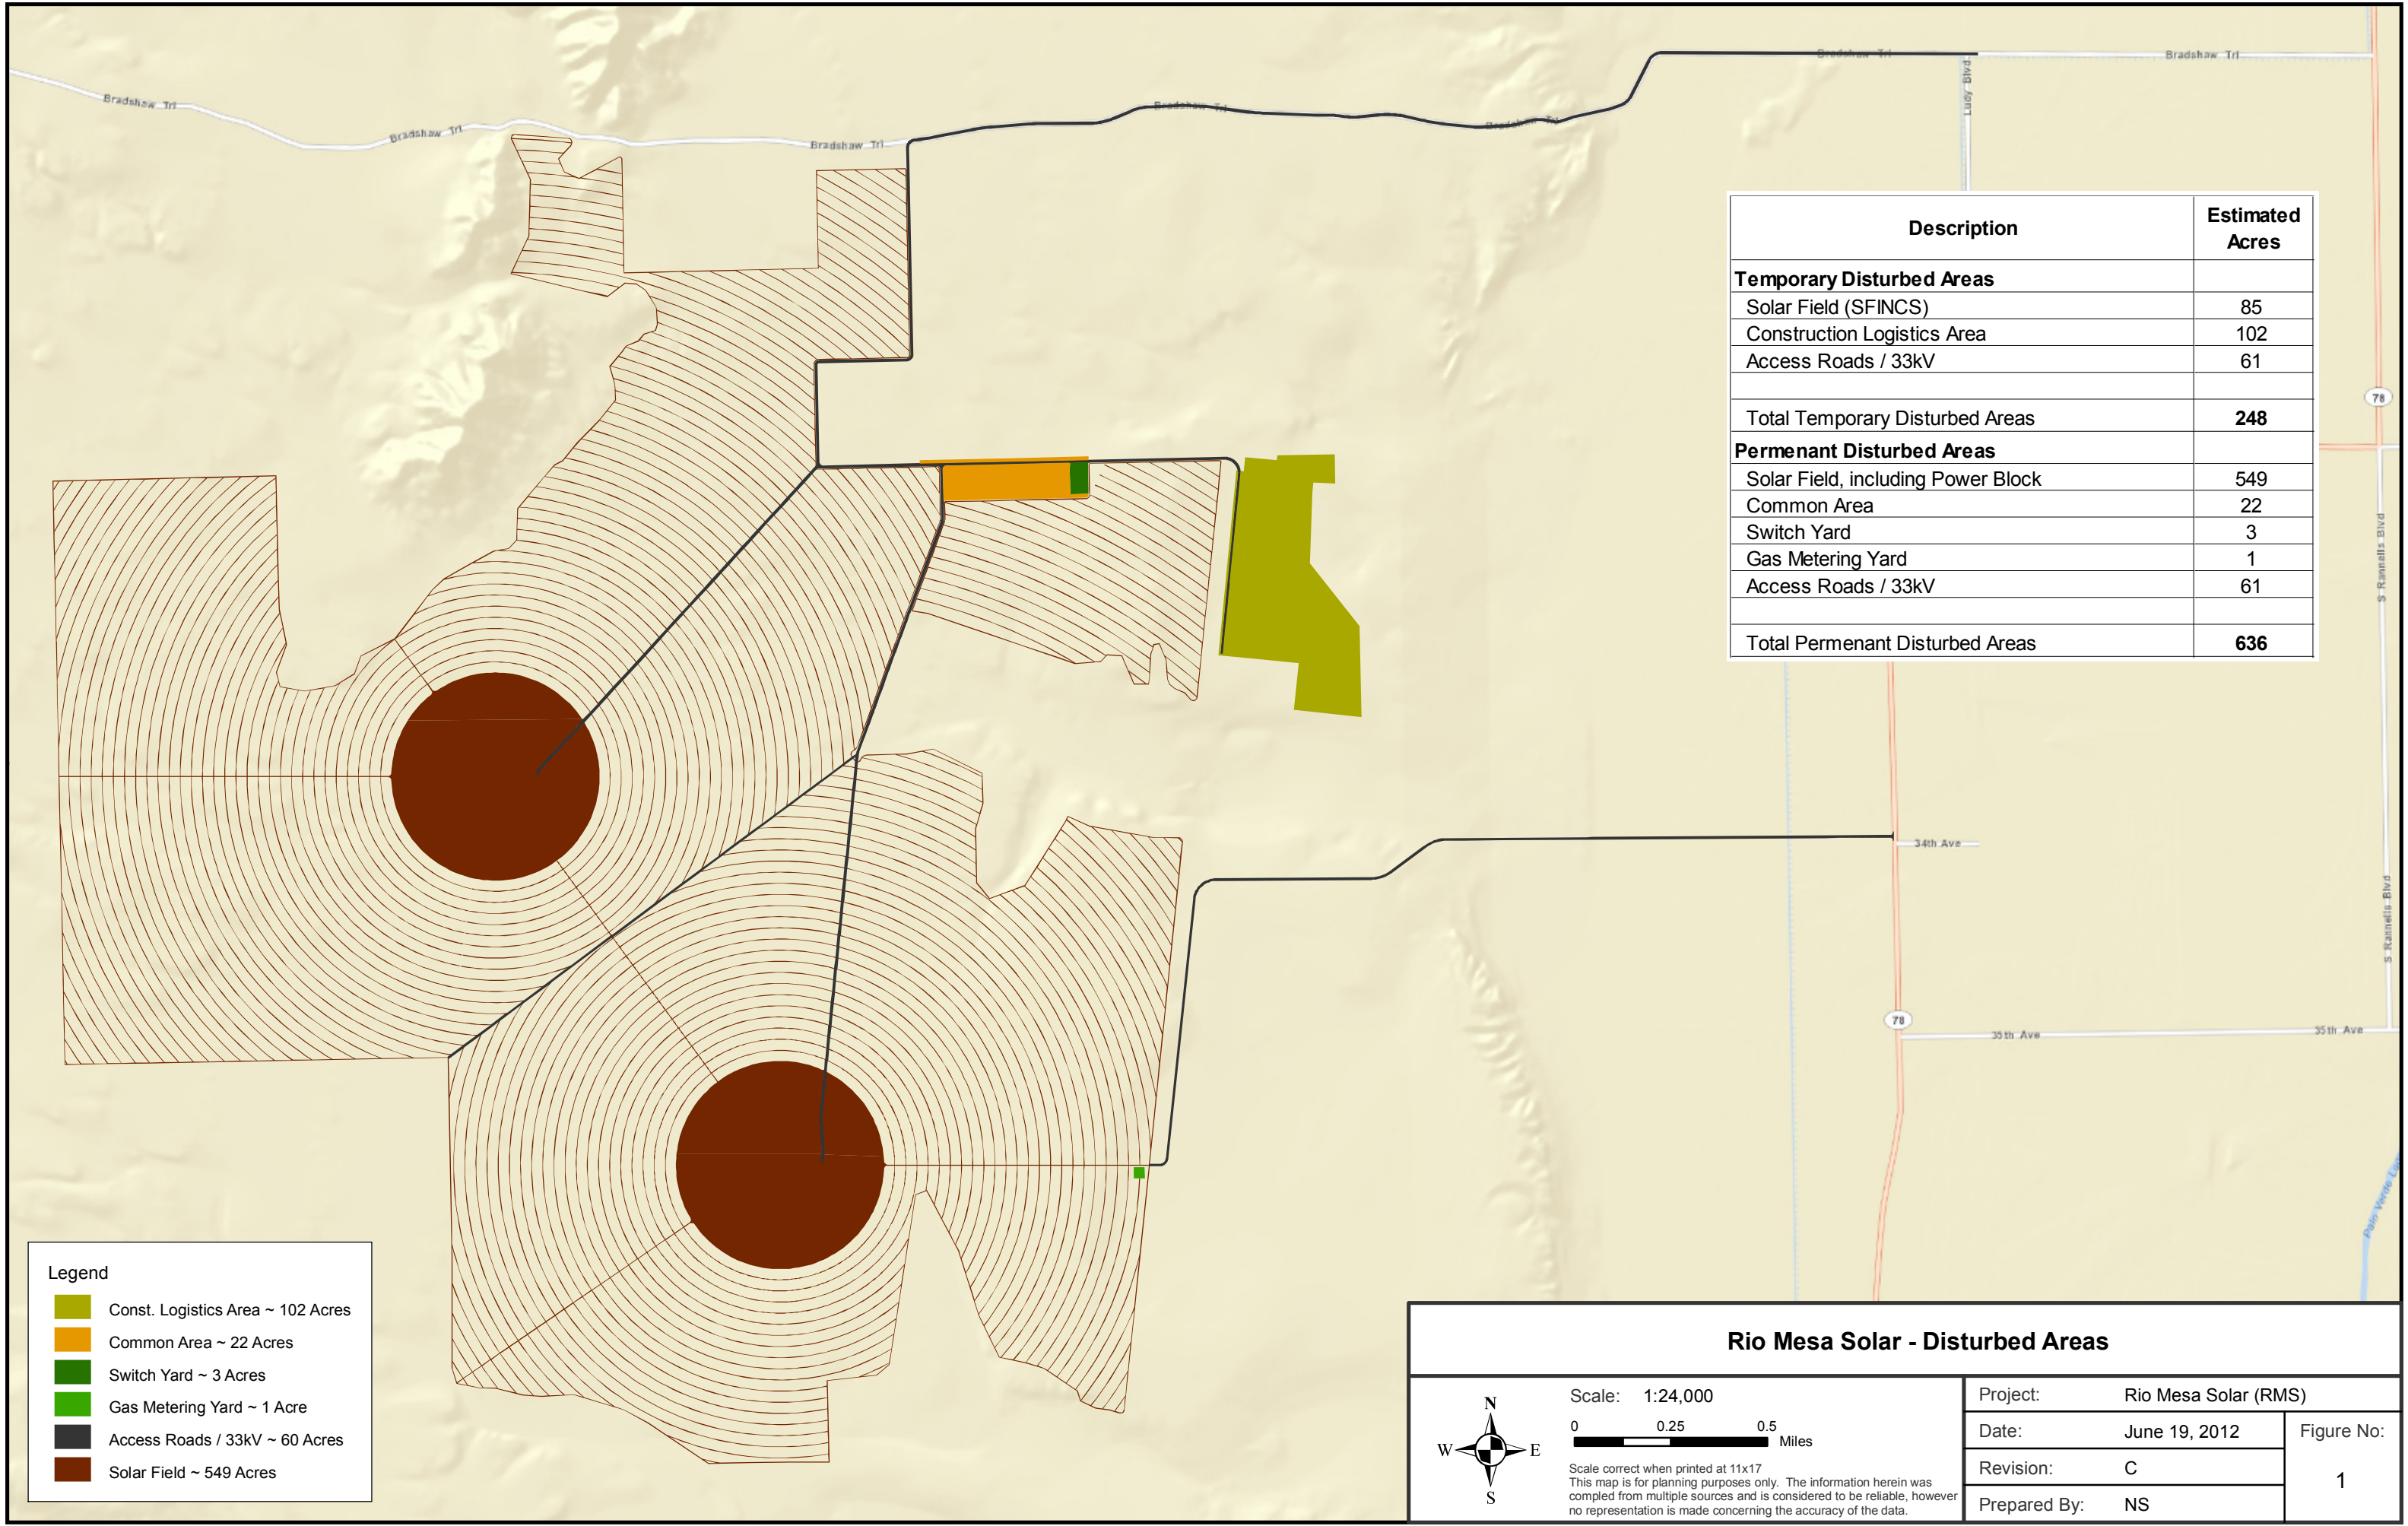 Bradshaw Trl
Bradshaw Trl
Bradshaw Trl
Bradshaw Trl
Bradshaw Trl
Bradshaw Trl
Bradshaw Trl
Ludy Blvd
78
S Rannells Blvd
S Rannells Blvd
34th Ave
78
35th Ave
35th Ave
Palo Verde
Description Estimated Acres
Temporary Disturbed Areas
Solar Field (SFINCS) 85
Construction Logistics Area 102
Access Roads / 33kV 61
Total Temporary Disturbed Areas 248
Permenant Disturbed Areas
Solar Field, including Power Block 549
Common Area 22
Switch Yard 3
Gas Metering Yard 1
Access Roads / 33kV 61
Total Permenant Disturbed Areas 636
Legend
Const. Logistics Area ~ 102 Acres
Common Area ~ 22 Acres
Switch Yard ~ 3 Acres
Gas Metering Yard ~ 1 Acre
Access Roads / 33kV ~ 60 Acres
Solar Field ~ 549 Acres
Rio Mesa Solar - Disturbed Areas
N
W E
S
Scale: 1:24,000
0 0.25 0.5
Miles
Scale correct when printed at 11x17
This map is for planning purposes only. The information herein was
compled from multiple sources and is considered to be reliable, however
no representation is made concerning the accuracy of the data.
Project: Rio Mesa Solar (RMS)
Date: June 19, 2012
Revision: C
Prepared By: NS
Figure No:
1